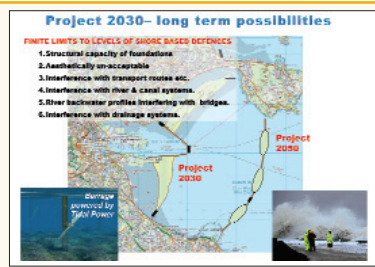 Project 2030– long term possibilities
FINITE LIMITS TO LEVELS OF SHORE BASED DEFENCES
1.Structural capacity of foundations
2.Aesthetically un-acceptable
3.Interference with transport routes etc.
4.Interference with river & canal systems.
5.River backwater profiles interfering with bridges.
6.Interference with drainage systems.
Project
2050
Project
2030
Barrage
powered by
Tidal Power